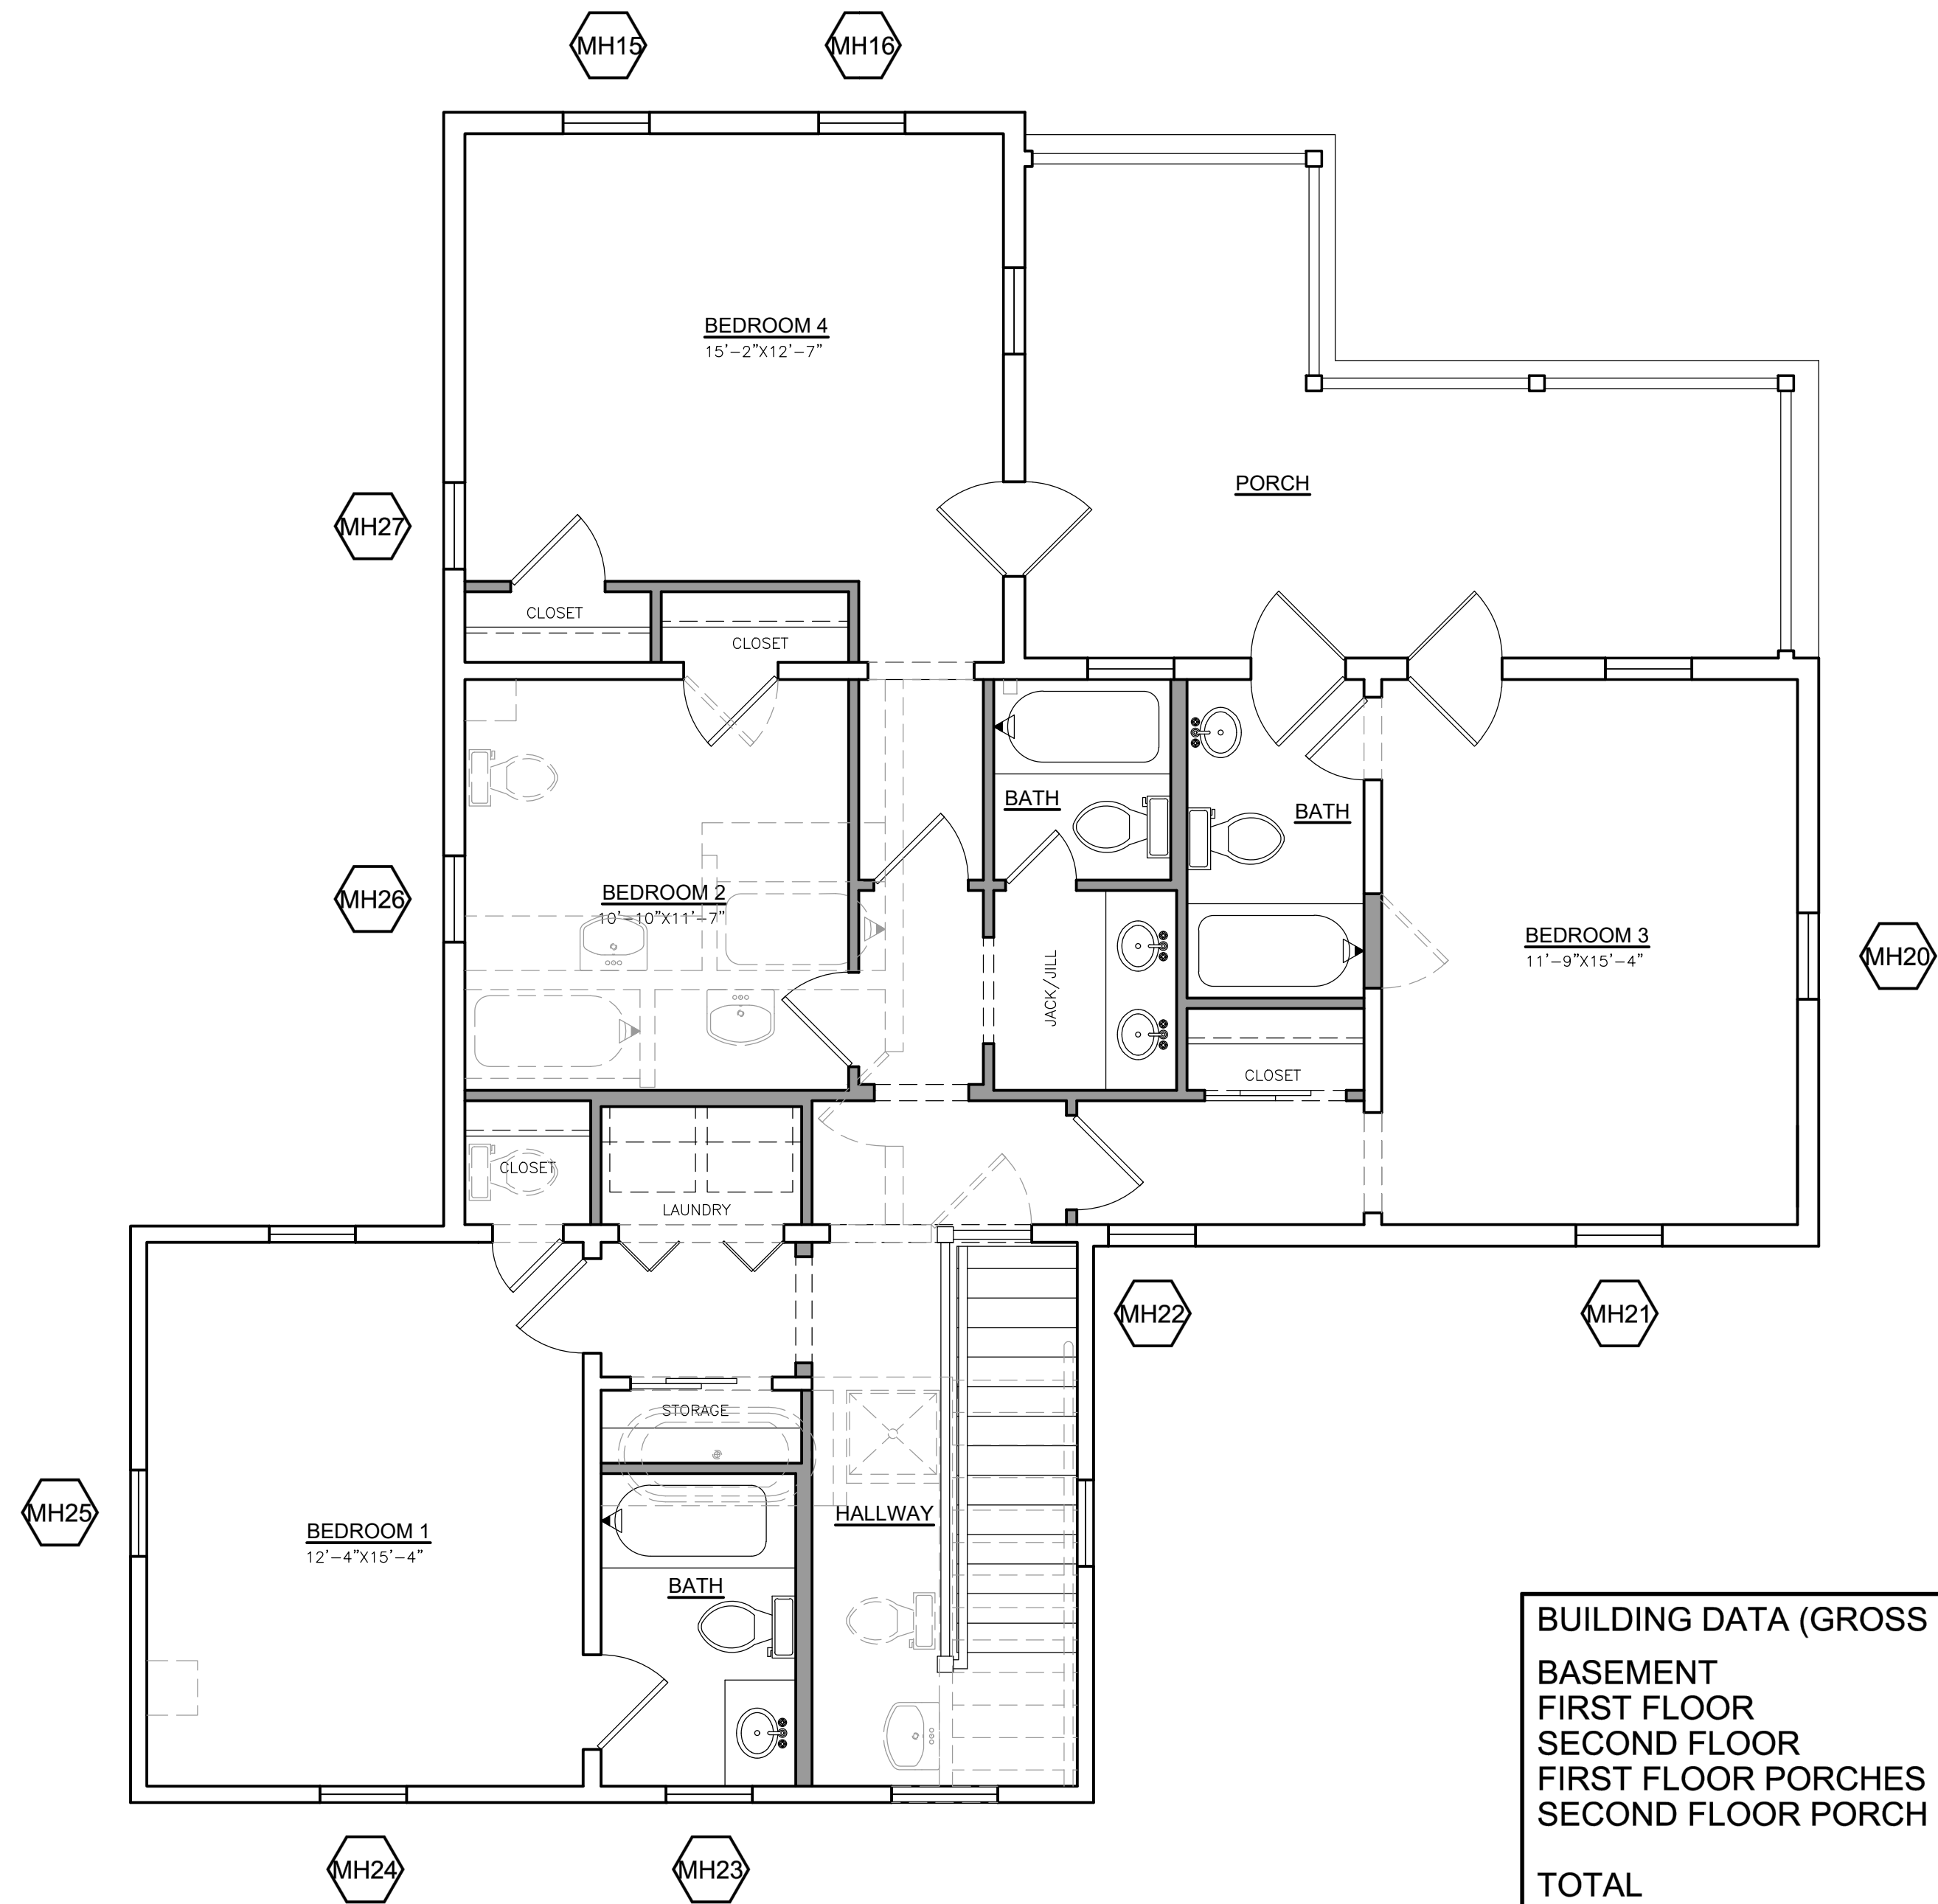 MH15
MH16
BEDROOM 4
15'-2"X12'-7"
PORCH
MH27
CLOSET
CLOSET
BATH
BATH
MH26
BEDROOM 2
10'-10"X11'-7"
BEDROOM 3
11'-9"X15'-4"
MH20
JACK/JILL
CLOSET
CLOSET
LAUNDRY
MH22
MH21
STORAGE
MH25
HALLWAY
BEDROOM 1
12'-4"X15'-4"
BATH
BUILDING DATA (GROSS
BASEMENT
FIRST FLOOR
SECOND FLOOR
FIRST FLOOR PORCHES
SECOND FLOOR PORCH
TOTAL
MH24
MH23